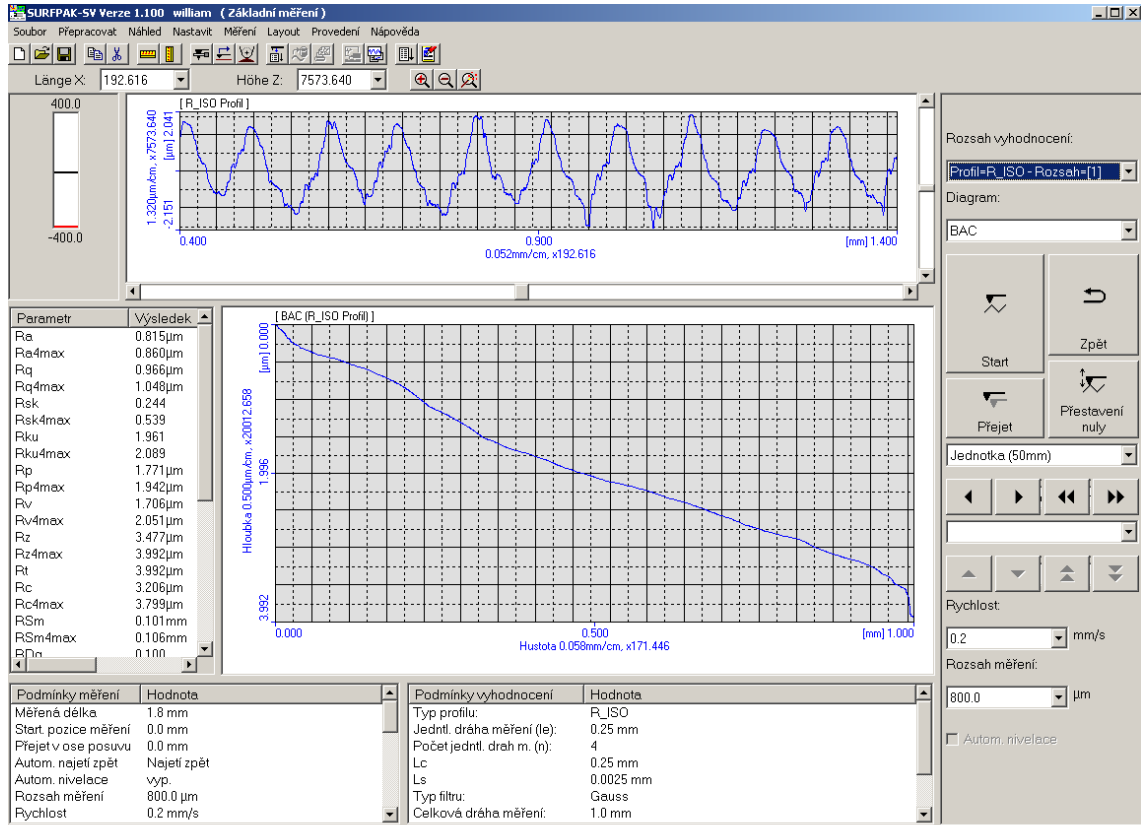 SURFPAK-SV Verze 1.100 william ( Základní měření )
Soubor Přepracovat Náhled Nastavit Měření Layout Provedení Nápověda
Länge X: 192.616 Höhe Z: 7573.640
400.0
-400.0
[ R_ISO Profil ]
1.320µm/cm, x7573.640
-2.151 [µm] 2.041
0.400 0.900 [mm] 1.400
0.052mm/cm, x192.616
Parametr Výsledek
Ra 0.815µm
Ra4max 0.860µm
Rq 0.966µm
Rq4max 1.048µm
Rsk 0.244
Rsk4max 0.539
Rku 1.961
Rku4max 2.089
Rp 1.771µm
Rp4max 1.942µm
Rv 1.706µm
Rv4max 2.051µm
Rz 3.477µm
Rz4max 3.992µm
Rt 3.992µm
Rc 3.206µm
Rc4max 3.799µm
RSm 0.101mm
RSm4max 0.106mm
RDq 0.100
[ BAC (R_ISO Profil) ]
Hloubka 0.500µm/cm, x20012.658
3.992 1.996 [µm] 0.000
0.000 0.500 [mm] 1.000
Hustota 0.058mm/cm, x171.446
Rozsah vyhodnocení:
Profil=R_ISO - Rozsah=[1]
Diagram:
BAC
Start
Zpět
Přejet
Přestavení
nuly
Jednotka (50mm)
Rychlost:
0.2 mm/s
Rozsah měření:
800.0 µm
Autom. nivelace
Podmínky měření Hodnota
Měřená délka 1.8 mm
Start. pozice měření 0.0 mm
Přejet v ose posuvu 0.0 mm
Autom. najetí zpět Najetí zpět
Autom. nivelace vyp.
Rozsah měření 800.0 µm
Rychlost 0.2 mm/s
Podmínky vyhodnocení Hodnota
Typ profilu: R_ISO
Jedntl. dráha měření (le): 0.25 mm
Počet jedntl. drah m. (n): 4
Lc 0.25 mm
Ls 0.0025 mm
Typ filtru: Gauss
Celková dráha měření: 1.0 mm